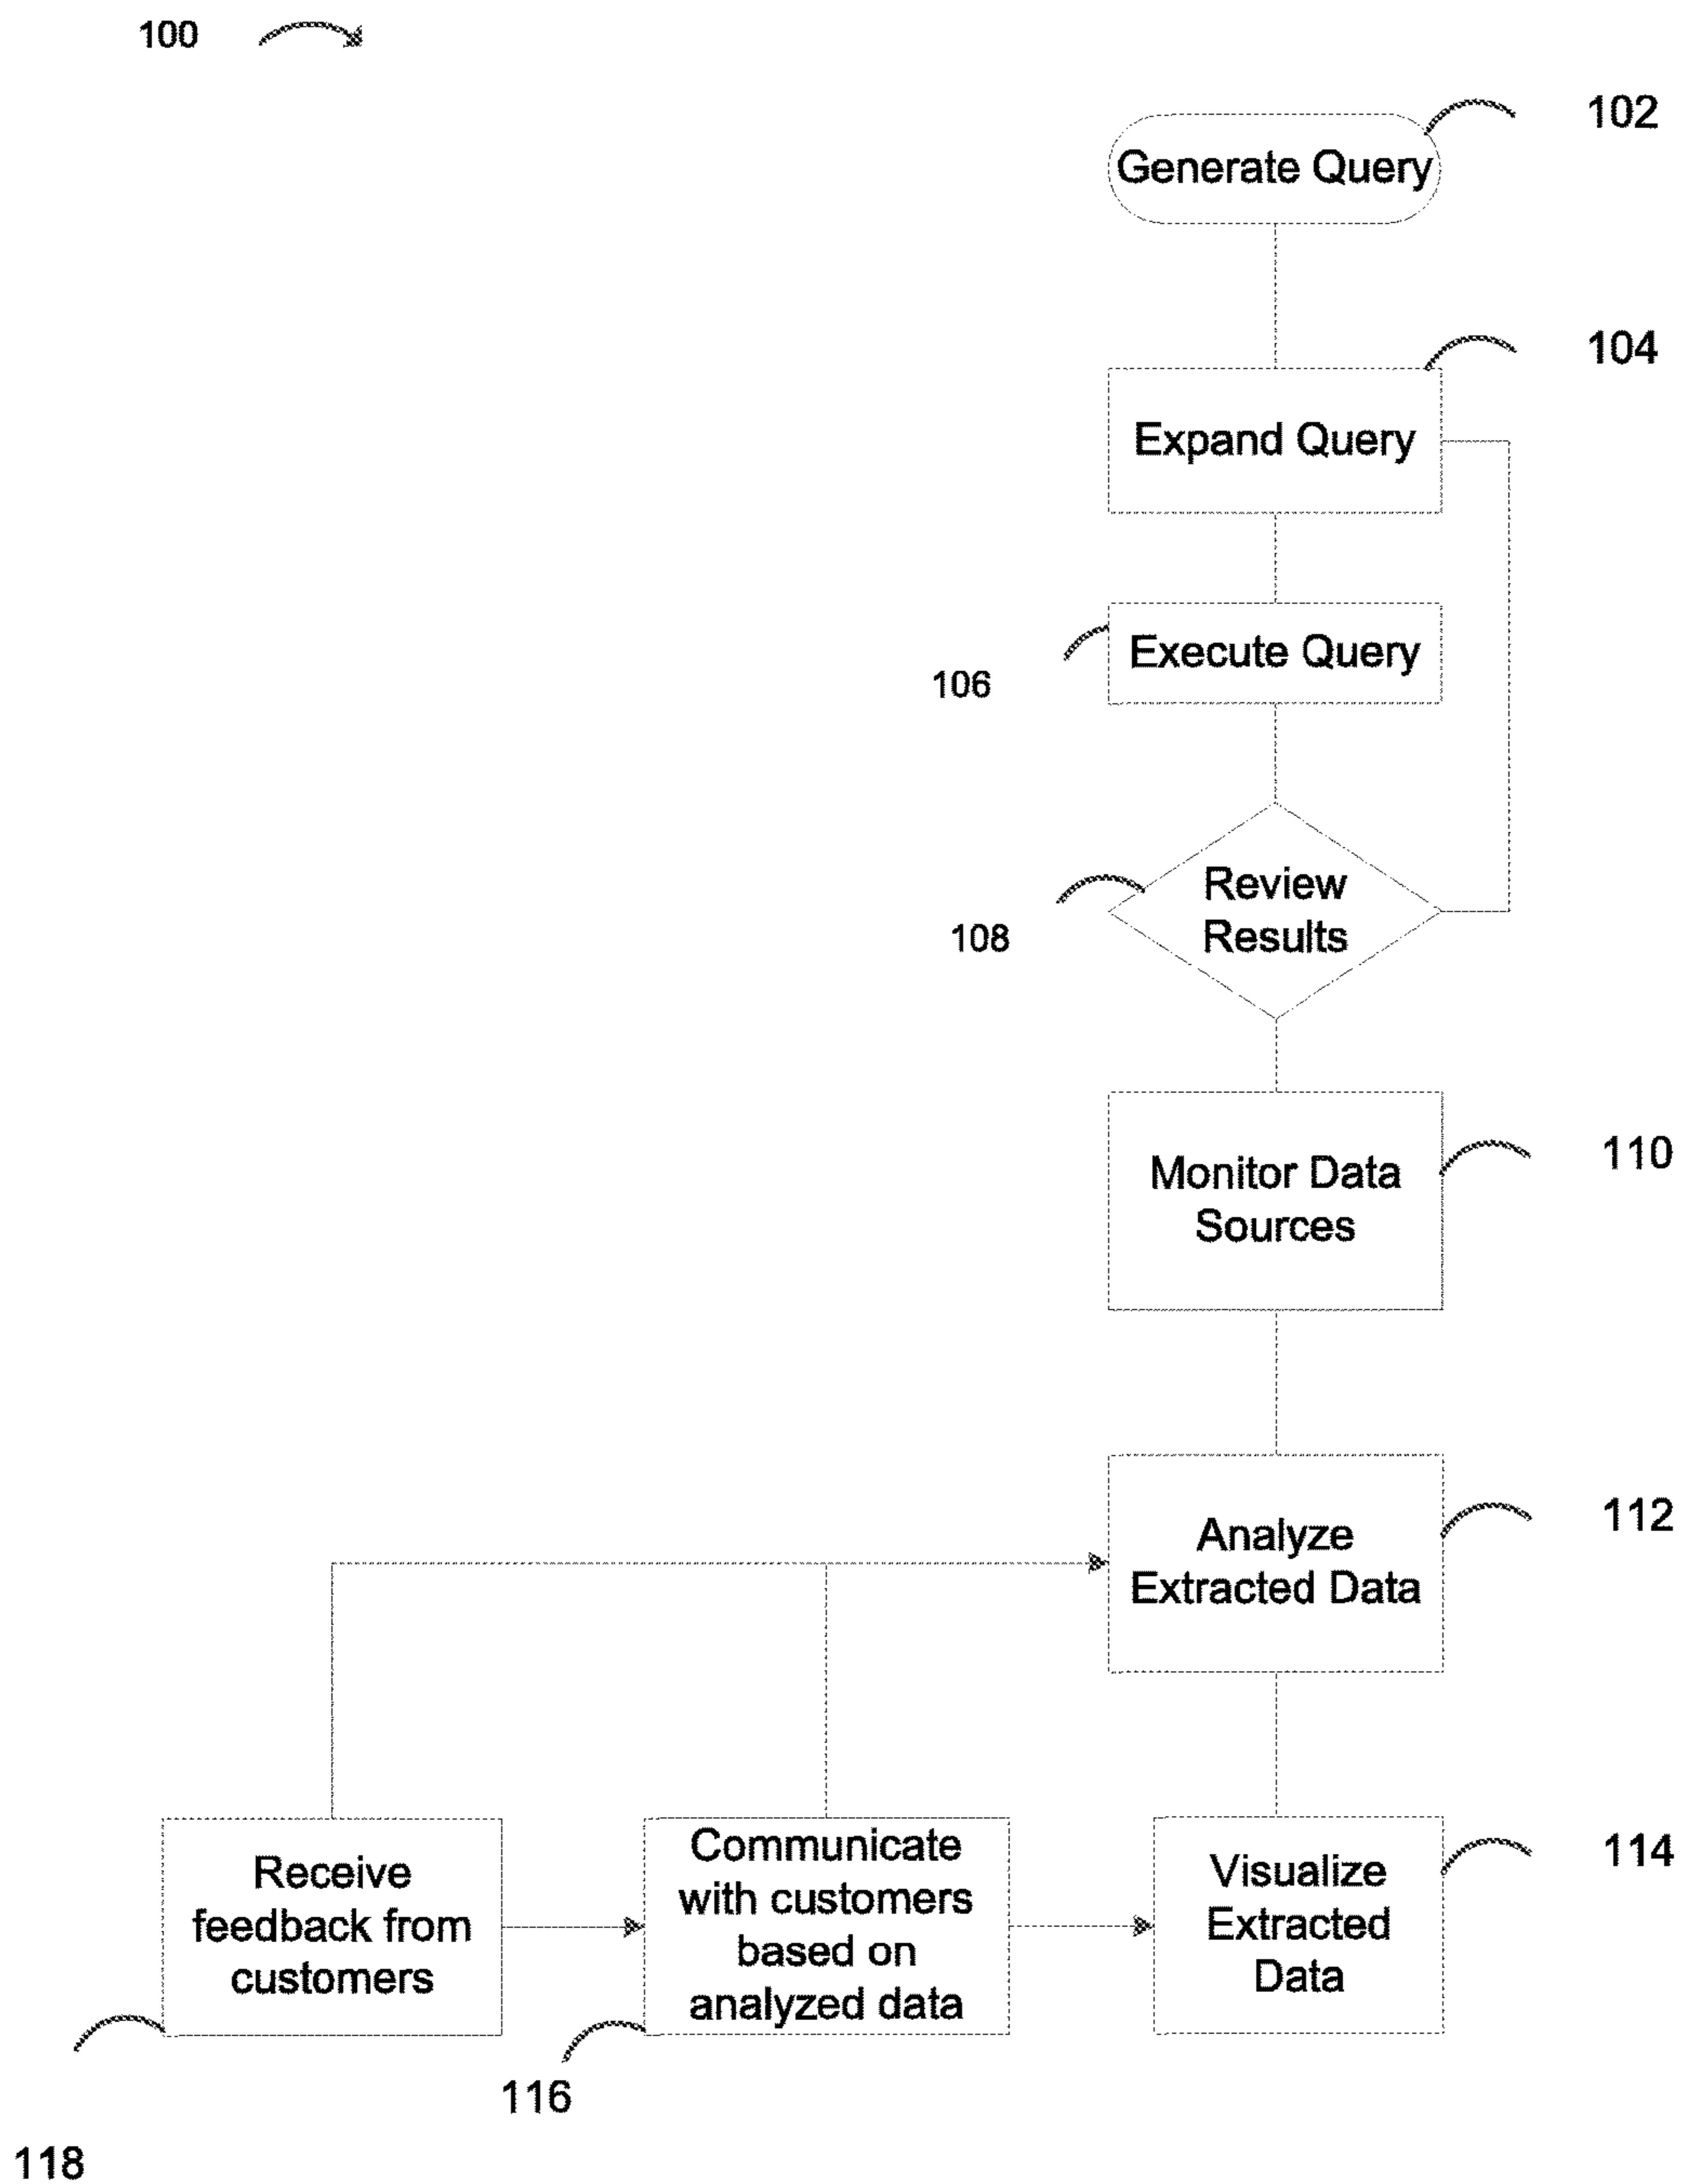 100
102
Generate Query
104
Expand Query
106
Execute Query
108
Review
Results
110
Monitor Data
Sources
112
Analyze
Extracted Data
114
Visualize
Extracted
Data
Communicate
with customers
based on
analyzed data
116
Receive
feedback from
customers
118